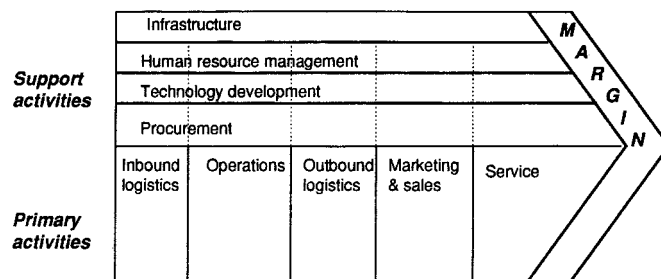 Infrastructure
Human resource management
Support
activities
Technology development
Procurement
MARGIN
Inbound
logistics
Operations
Outbound
logistics
Marketing
& sales
Service
Primary
activities